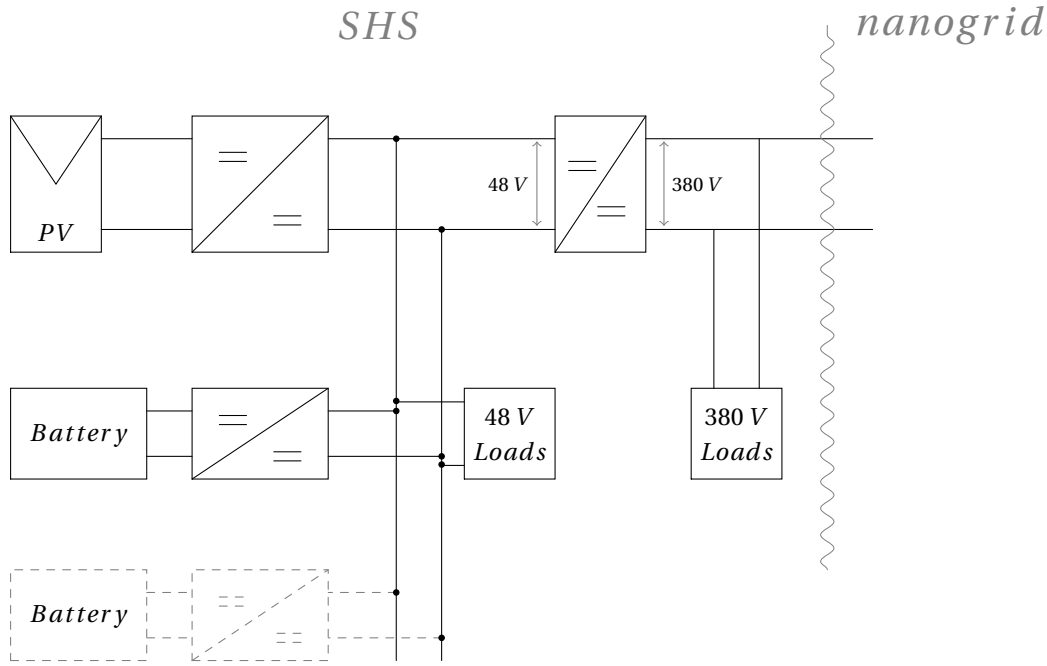 SHS
nanogrid
PV
48 V
380 V
Battery
48 V
Loads
380 V
Loads
Battery